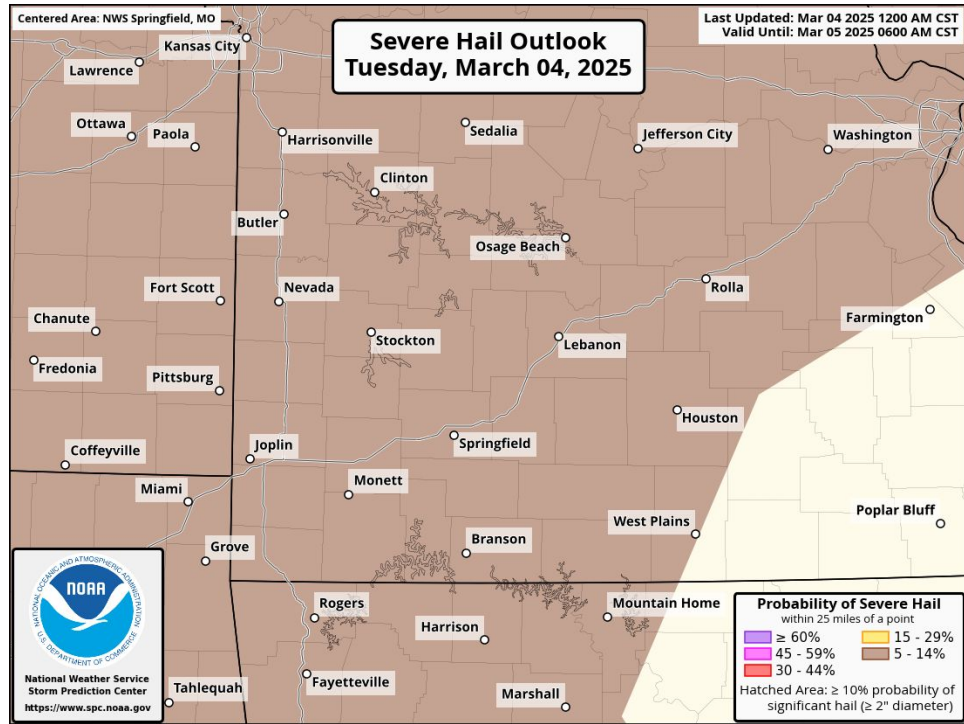 Centered Area: NWS Springfield, MO
Last Updated: Mar 04 2025 1200 AM CST
Valid Until: Mar 05 2025 0600 AM CST
Severe Hail Outlook
Tuesday, March 04, 2025
Kansas City
Lawrence
Ottawa
Paola
Harrisonville
Sedalia
Jefferson City
Washington
Clinton
Butler
Osage Beach
Fort Scott
Nevada
Rolla
Chanute
Stockton
Lebanon
Farmington
Fredonia
Pittsburg
Houston
Coffeyville
Joplin
Springfield
Miami
Monett
West Plains
Poplar Bluff
Grove
Branson
Rogers
Harrison
Mountain Home
Tahlequah
Fayetteville
Marshall
NATIONAL OCEANIC AND ATMOSPHERIC ADMINISTRATION
NOAA
U.S. DEPARTMENT OF COMMERCE
National Weather Service
Storm Prediction Center
https://www.spc.noaa.gov
Probability of Severe Hail
within 25 miles of a point
≥ 60%
15 - 29%
45 - 59%
5 - 14%
30 - 44%
Hatched Area: ≥ 10% probability of
significant hail (≥ 2" diameter)